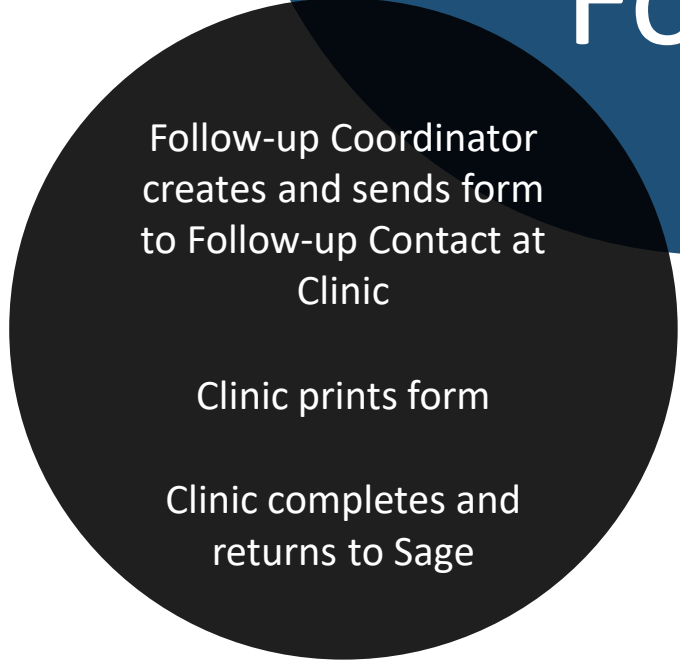 Follow-up Coordinator
creates and sends form
to Follow-up Contact at
Clinic
Clinic prints form
Clinic completes and
returns to Sage